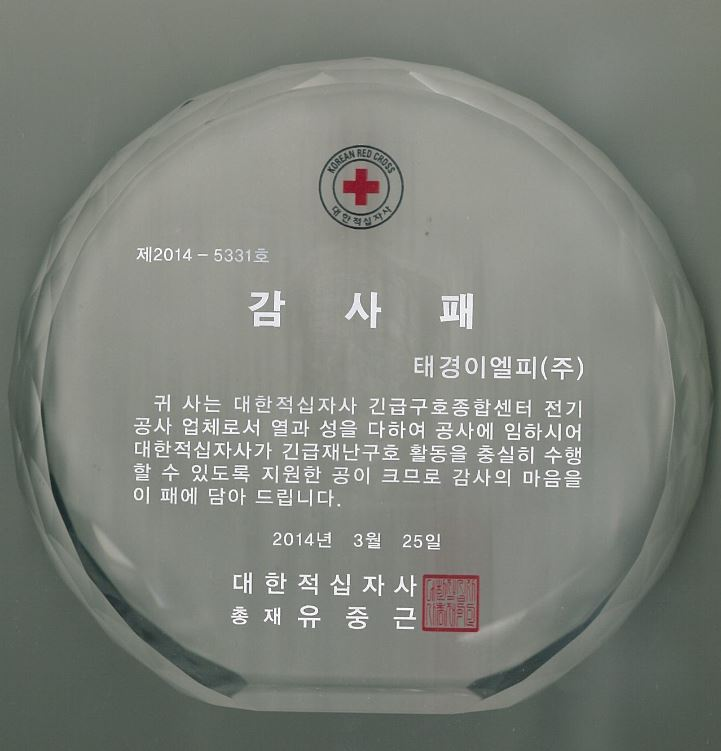 KOREAN RED CROSS
대한적십자사
제2014 - 5331호
감 사 패
태경이엘피(주)
귀 사는 대한적십자사 긴급구호종합센터 전기
공사 업체로서 열과 성을 다하여 공사에 임하시어
대한적십자사가 긴급재난구호 활동을 충실히 수행
할 수 있도록 지원한 공이 크므로 감사의 마음을
이 패에 담아 드립니다.
2014년 3월 25일
대한적십자사
총재 유중근